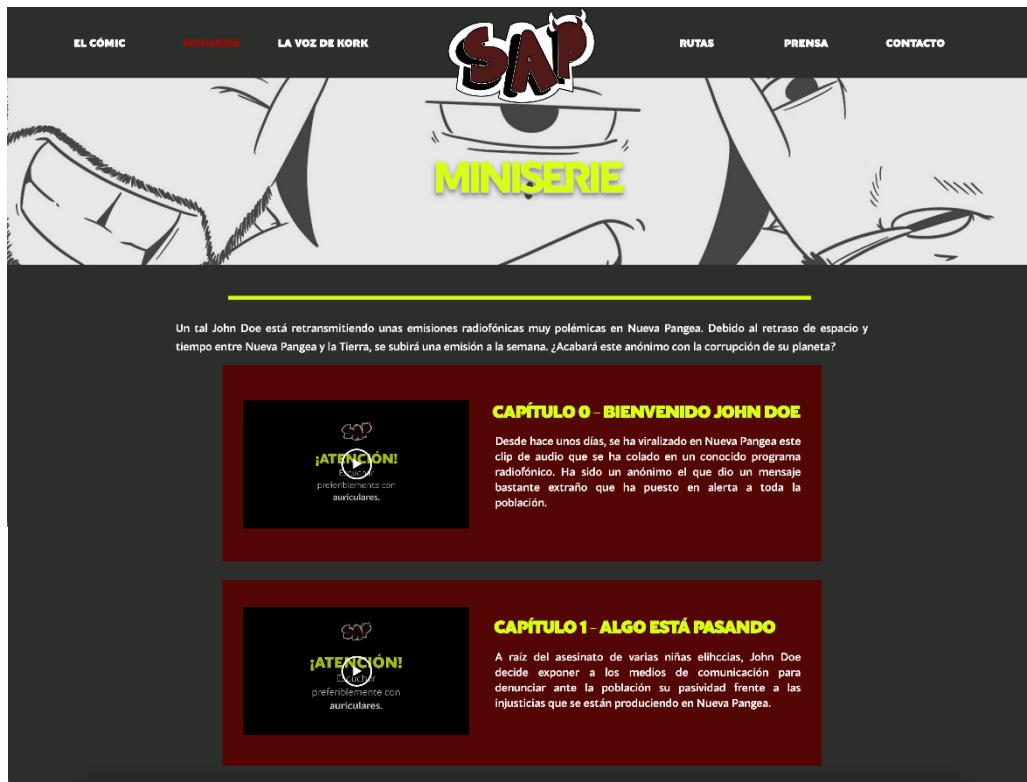 EL CÓMIC
MINISERIE
LA VOZ DE KORK
SAP
RUTAS
PRENSA
CONTACTO
MINISERIE
Un tal John Doe está retransmitiendo unas emisiones radiofónicas muy polémicas en Nueva Pangea. Debido al retraso de espacio y
tiempo entre Nueva Pangea y la Tierra, se subirá una emisión a la semana. ¿Acabará este anónimo con la corrupción de su planeta?
SAP
¡ATENCIÓN!
Escuchar
preferiblemente con
auriculares.
CAPÍTULO 0 – BIENVENIDO JOHN DOE
Desde hace unos días, se ha viralizado en Nueva Pangea este
clip de audio que se ha colado en un conocido programa
radiofónico. Ha sido un anónimo el que dio un mensaje
bastante extraño que ha puesto en alerta a toda la
población.
SAP
¡ATENCIÓN!
Escuchar
preferiblemente con
auriculares.
CAPÍTULO 1 – ALGO ESTÁ PASANDO
A raíz del asesinato de varias niñas elihccias, John Doe
decide exponer a los medios de comunicación para
denunciar ante la población su pasividad frente a las
injusticias que se están produciendo en Nueva Pangea.